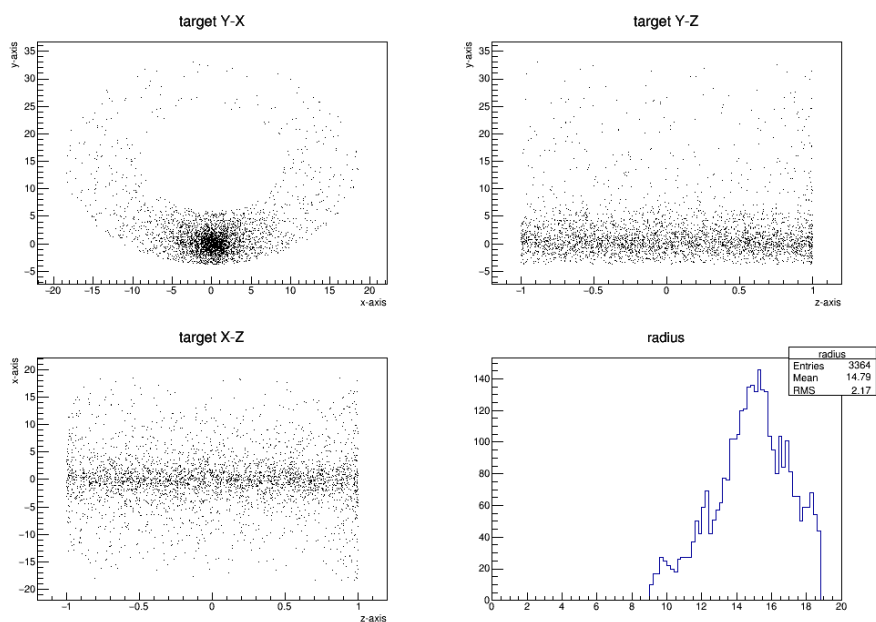 target Y-X
y-axis
35
30
25
20
15
10
5
0
−5
−20 −15 −10 −5 0 5 10 15 20
x-axis
target Y-Z
y-axis
35
30
25
20
15
10
5
0
−5
−1 −0.5 0 0.5 1
z-axis
target X-Z
x-axis
20
15
10
5
0
−5
−10
−15
−20
−1 −0.5 0 0.5 1
z-axis
radius
radius
Entries 3364
Mean 14.79
RMS 2.17
140
120
100
80
60
40
20
0
0 2 4 6 8 10 12 14 16 18 20